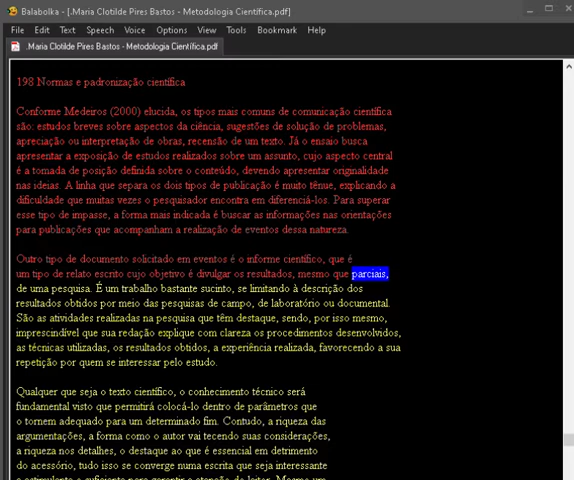 Balabolka - [.Maria Clotilde Pires Bastos - Metodologia Científica.pdf]
File Edit Text Speech Voice Options View Tools Bookmark Help
.Maria Clotilde Pires Bastos - Metodologia Científica.pdf
198 Normas e padronização científica
Conforme Medeiros (2000) elucida, os tipos mais comuns de comunicação científica
são: estudos breves sobre aspectos da ciência, sugestões de solução de problemas,
apreciação ou interpretação de obras, recensão de um texto. Já o ensaio busca
apresentar a exposição de estudos realizados sobre um assunto, cujo aspecto central
é a tomada de posição definida sobre o conteúdo, devendo apresentar originalidade
nas ideias. A linha que separa os dois tipos de publicação é muito tênue, explicando a
dificuldade que muitas vezes o pesquisador encontra em diferenciá-los. Para superar
esse tipo de impasse, a forma mais indicada é buscar as informações nas orientações
para publicações que acompanham a realização de eventos dessa natureza.
Outro tipo de documento solicitado em eventos é o informe científico, que é
um tipo de relato escrito cujo objetivo é divulgar os resultados, mesmo que parciais,
de uma pesquisa. É um trabalho bastante sucinto, se limitando à descrição dos
resultados obtidos por meio das pesquisas de campo, de laboratório ou documental.
São as atividades realizadas na pesquisa que têm destaque, sendo, por isso mesmo,
imprescindível que sua redação explique com clareza os procedimentos desenvolvidos,
as técnicas utilizadas, os resultados obtidos, a experiência realizada, favorecendo a sua
repetição por quem se interessar pelo estudo.
Qualquer que seja o texto científico, o conhecimento técnico será
fundamental visto que permitirá colocá-lo dentro de parâmetros que
o tornem adequado para um determinado fim. Contudo, a riqueza das
argumentações, a forma como o autor vai tecendo suas considerações,
a riqueza nos detalhes, o destaque ao que é essencial em detrimento
do acessório, tudo isso se converge numa escrita que seja interessante